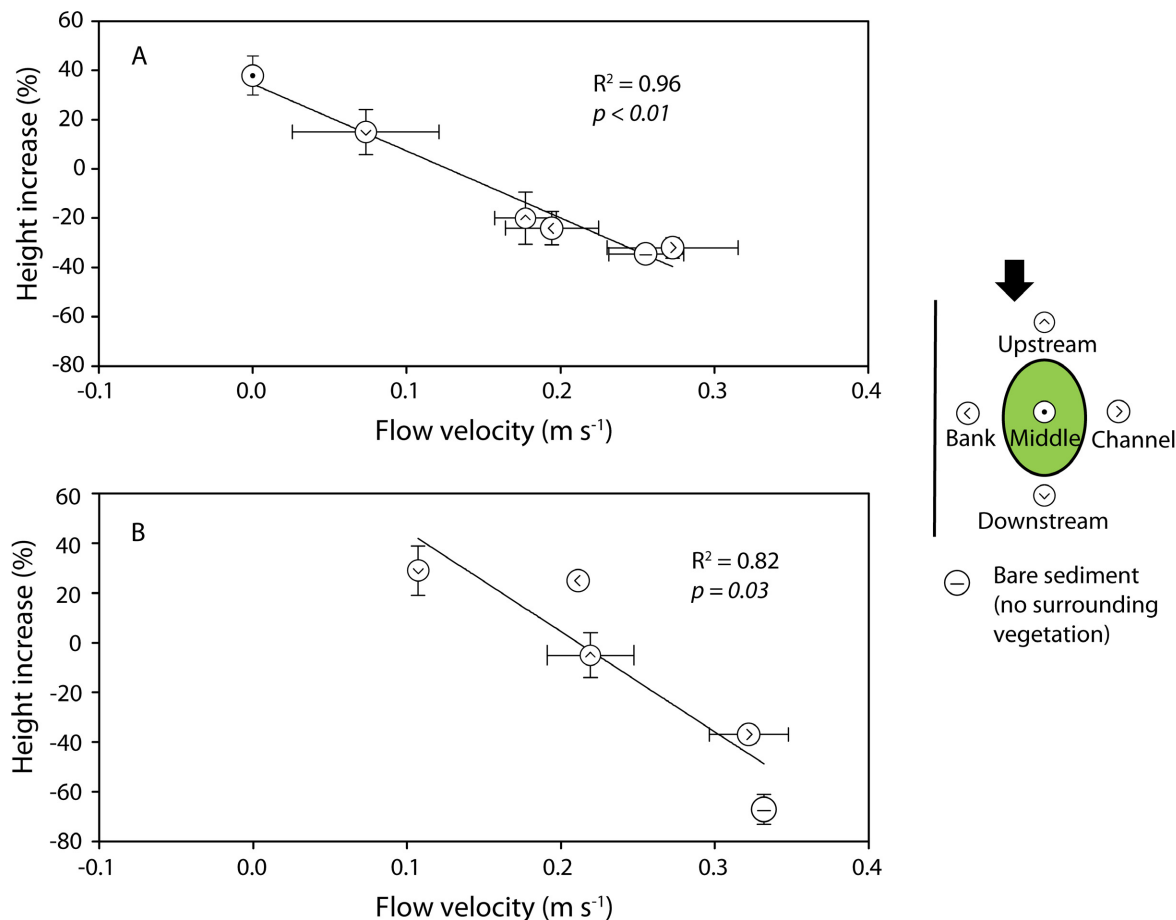 60
40
20
0
-20
-40
-60
-80
Height increase (%)
A
R² = 0.96
p < 0.01
-0.1
0.0
0.1
0.2
0.3
0.4
Flow velocity (m s⁻¹)
60
40
20
0
-20
-40
-60
-80
Height increase (%)
B
R² = 0.82
p = 0.03
-0.1
0.0
0.1
0.2
0.3
0.4
Flow velocity (m s⁻¹)
Upstream
Bank Middle Channel
Downstream
Bare sediment
(no surrounding
vegetation)